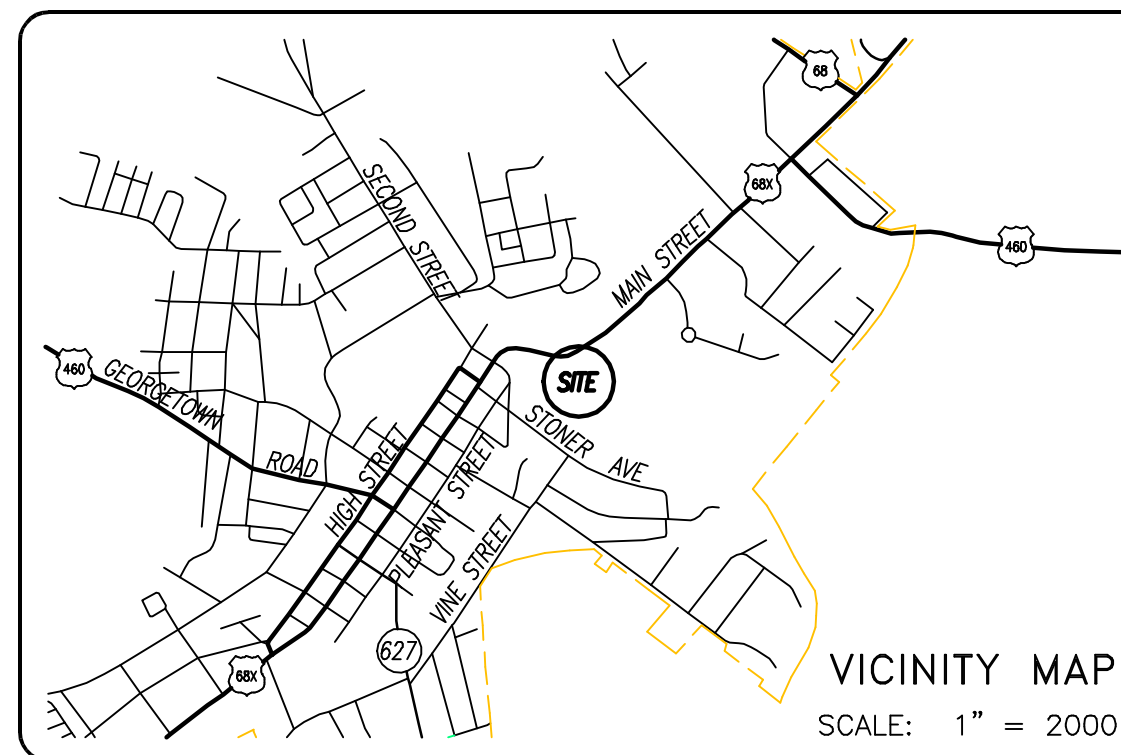 68
68X
SECOND STREET
MAIN STREET
460
460
GEORGETOWN
ROAD
SITE
STONER AVE
HIGH STREET
PLEASANT STREET
VINE STREET
627
68X
VICINITY MAP
SCALE: 1" = 2000